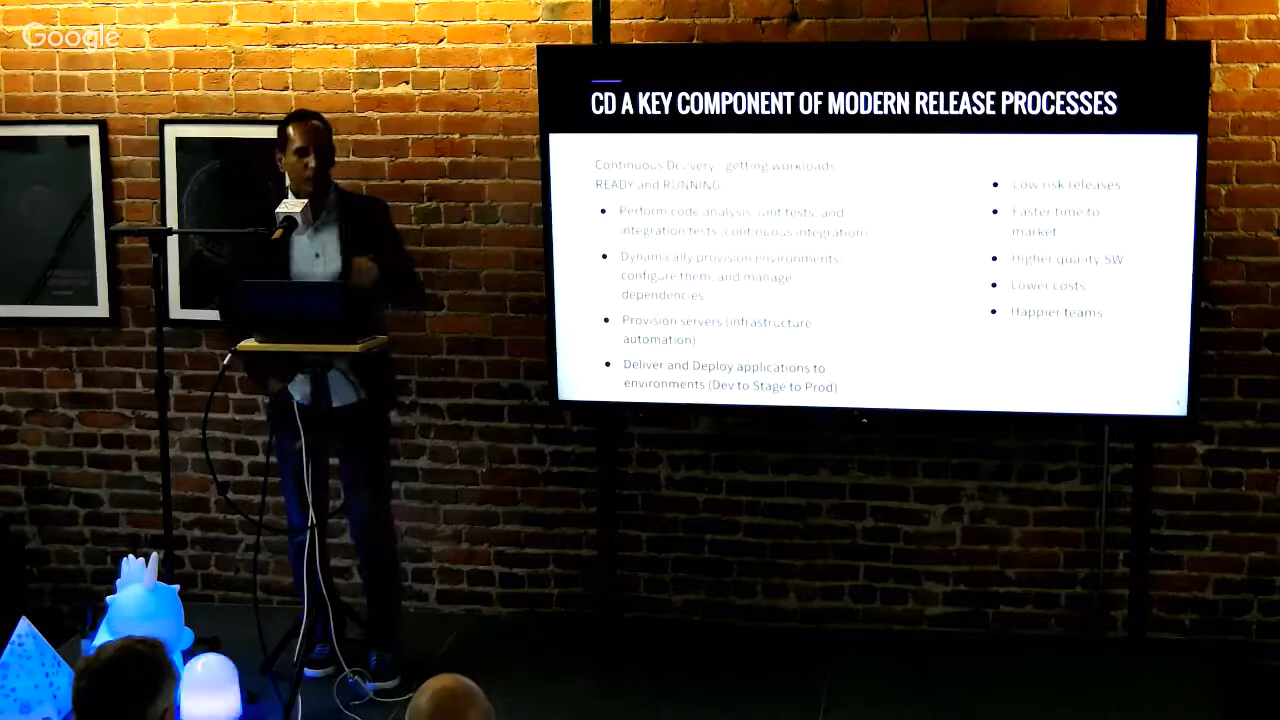 Google
CD A KEY COMPONENT OF MODERN RELEASE PROCESSES
Continuous Delivery - getting workloads
READY and RUNNING
Perform code analysis, unit tests, and
integration tests (continuous integration)
Dynamically provision environments,
configure them, and manage
dependencies
Provision servers (infrastructure
automation)
Deliver and Deploy applications to
environments (Dev to Stage to Prod)
Low risk releases
Faster time to
market
Higher quality SW
Lower costs
Happier teams